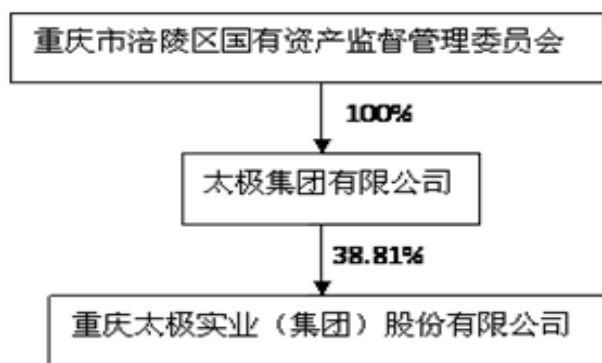 重庆市涪陵区国有资产监督管理委员会
100%
太极集团有限公司
38.81%
重庆太极实业（集团）股份有限公司